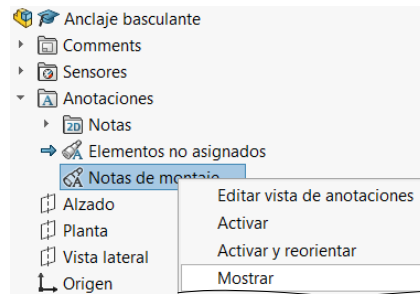 Anclaje basculante
Comments
Sensores
A Anotaciones
2D Notas
Elementos no asignados
Notas de montaje
Editar vista de anotaciones
Alzado
Activar
Planta
Activar y reorientar
Vista lateral
Mostrar
Origen